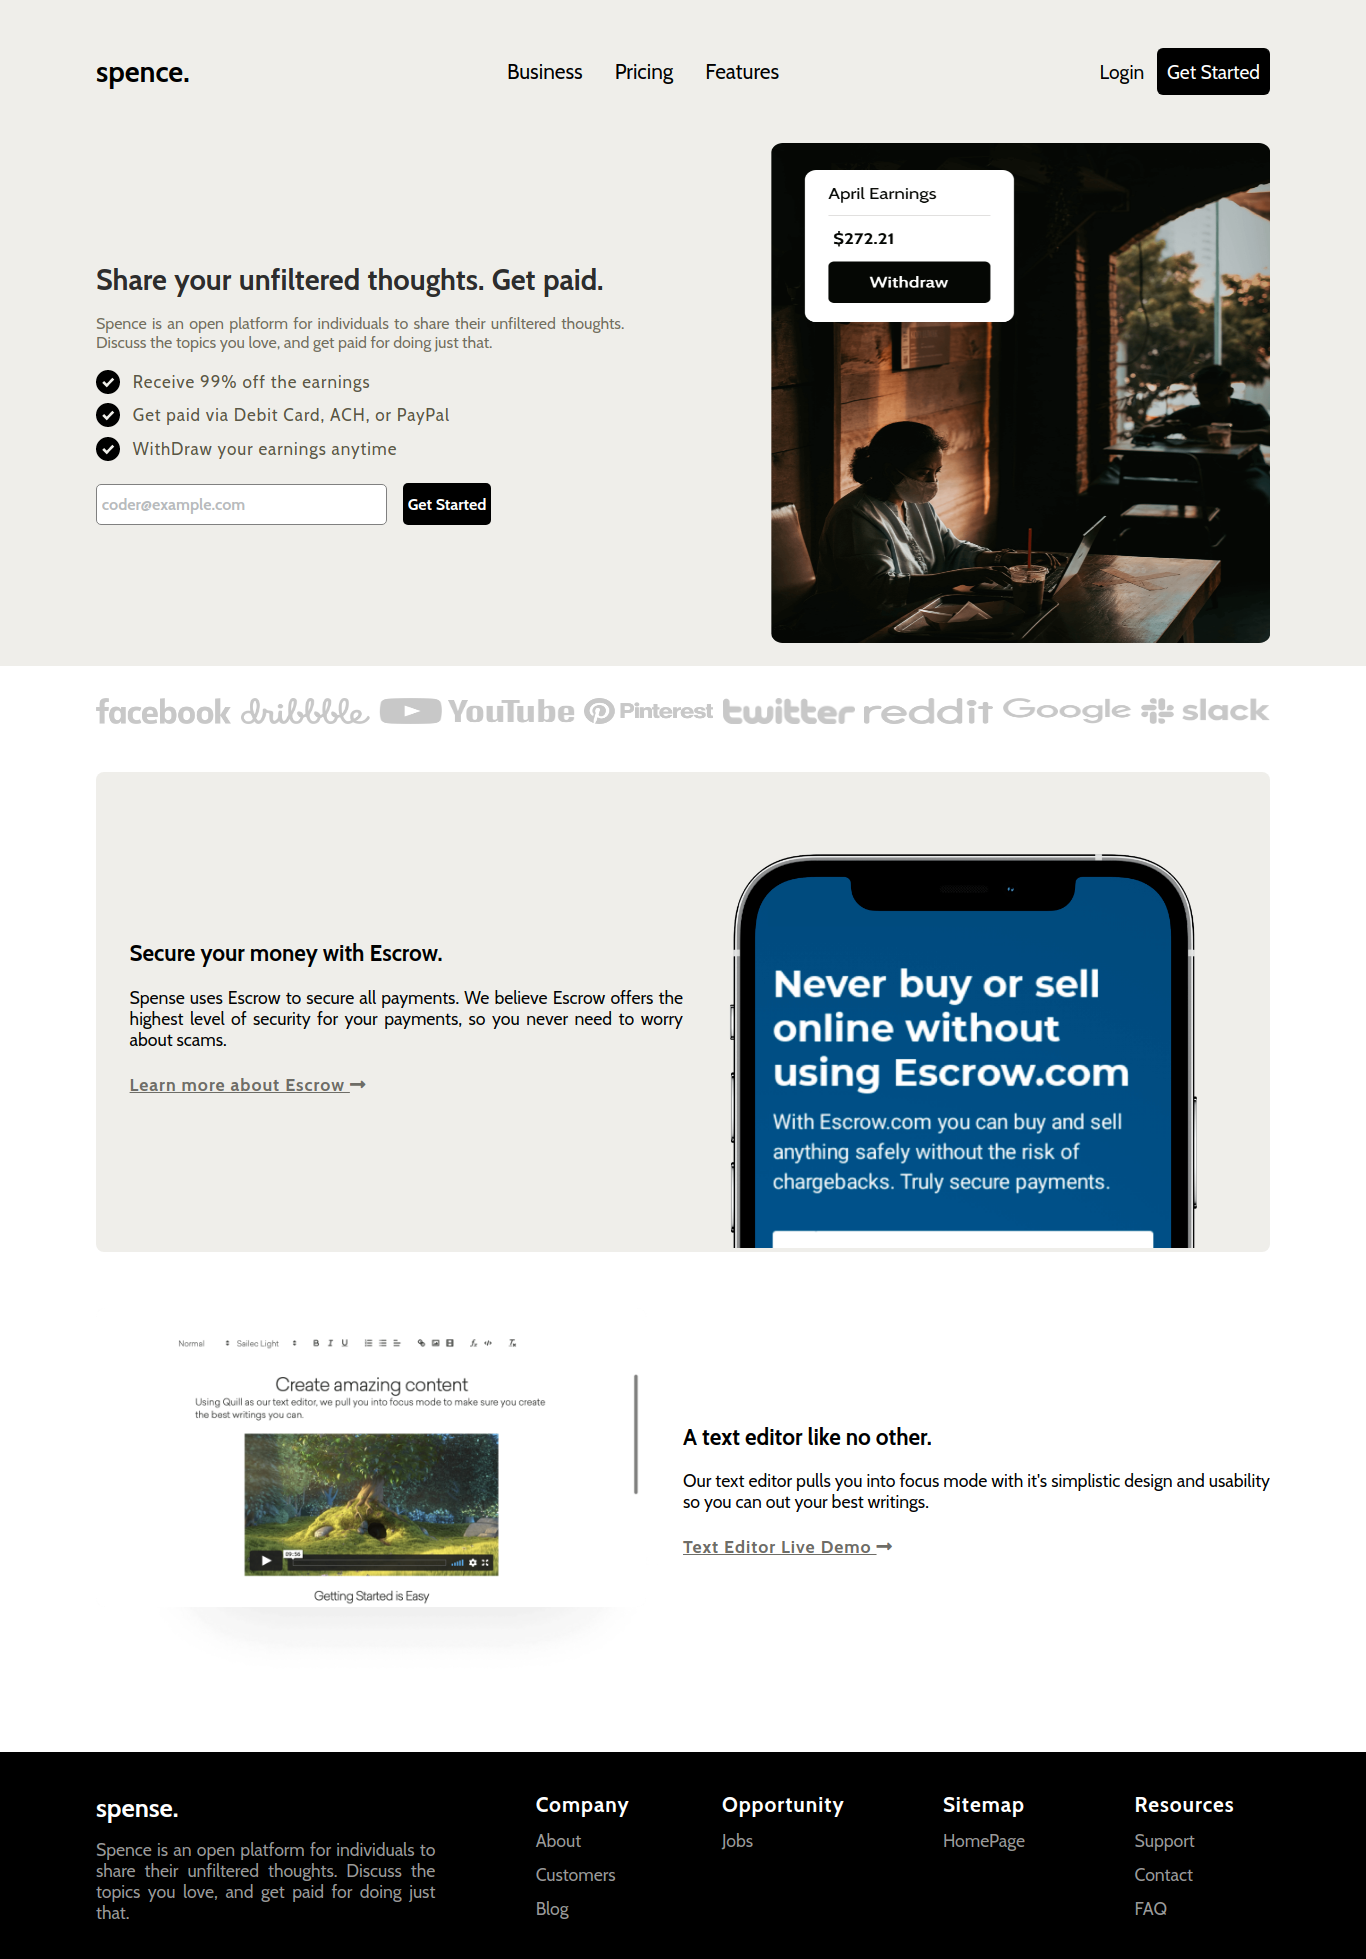 spence.
Business Pricing Features
Login Get Started
April Earnings
$272.21
Withdraw
Share your unfiltered thoughts. Get paid.
Spence is an open platform for individuals to share their unfiltered thoughts.
Discuss the topics you love, and get paid for doing just that.
Receive 99% off the earnings
Get paid via Debit Card, ACH, or PayPal
WithDraw your earnings anytime
coder@example.com Get Started
facebook dribbble YouTube Pinterest twitter reddit Google slack
Secure your money with Escrow.
Spense uses Escrow to secure all payments. We believe Escrow offers the
highest level of security for your payments, so you never need to worry
about scams.
Learn more about Escrow
Never buy or sell
online without
using Escrow.com
With Escrow.com you can buy and sell
anything safely without the risk of
chargebacks. Truly secure payments.
Normal Sailec Light B I U
Create amazing content
Using Quill as our text editor, we pull you into focus mode to make sure you create
the best writings you can.
09:56
Getting Started is Easy
A text editor like no other.
Our text editor pulls you into focus mode with it's simplistic design and usability
so you can out your best writings.
Text Editor Live Demo
spense.
Spence is an open platform for individuals to
share their unfiltered thoughts. Discuss the
topics you love, and get paid for doing just
that.
Company
About
Customers
Blog
Opportunity
Jobs
Sitemap
HomePage
Resources
Support
Contact
FAQ